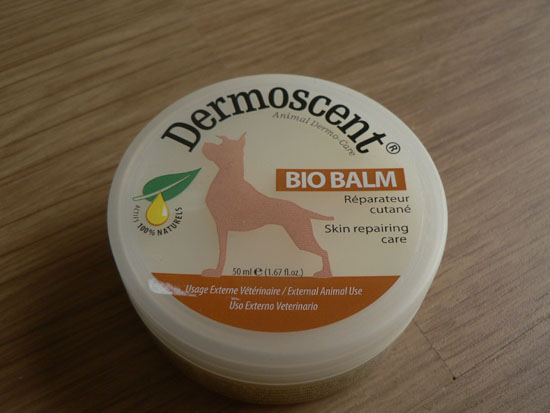 Dermoscent®
Animal Dermo-Care
BIO BALM
Réparateur
cutané
Skin repairing
care
ACTIFS
100% NATURELS
50 ml ℮ (1.67 fl.oz.)
Usage Externe Vétérinaire / External Animal Use
Uso Externo Veterinario